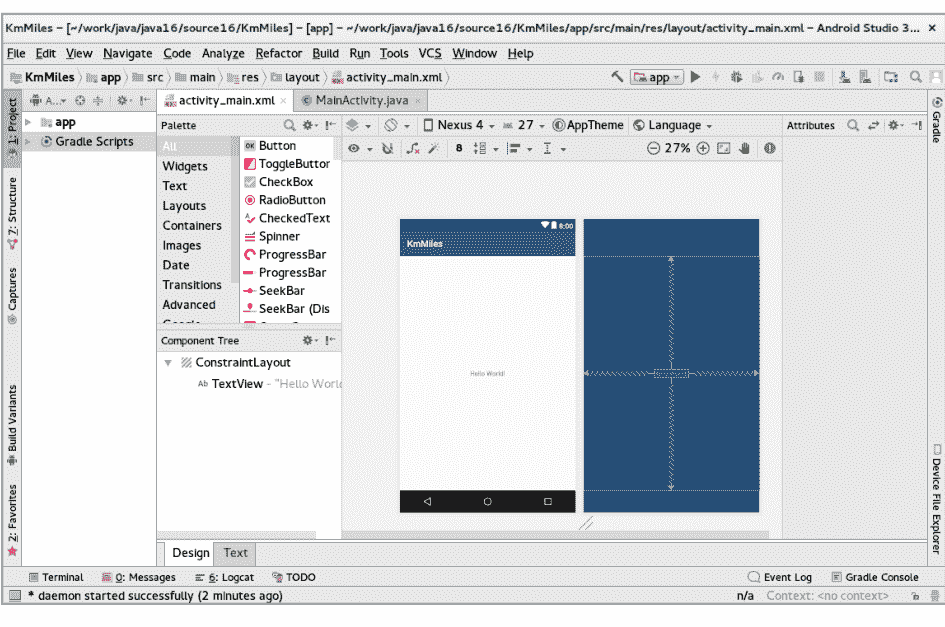 KmMiles – [~/work/java/java16/source16/KmMiles] – [app] – ~/work/java/java16/source16/KmMiles/app/src/main/res/layout/activity_main.xml – Android Studio 3... ×
File Edit View Navigate Code Analyze Refactor Build Run Tools VCS Window Help
KmMiles app src main res layout activity_main.xml app
A... activity_main.xml × MainActivity.java ×
1: Project
Z: Structure
Captures
Build Variants
2: Favorites
app
Gradle Scripts
Palette
All
Widgets
Text
Layouts
Containers
Images
Date
Transitions
Advanced
OK Button
ToggleButtor
CheckBox
RadioButton
CheckedText
Spinner
ProgressBar
ProgressBar
SeekBar
SeekBar (Dis
Component Tree
ConstraintLayout
Ab TextView – "Hello World
Nexus 4 27 AppTheme Language
8 27%
6:00
KmMiles
Hello World!
Attributes
Gradle
Device File Explorer
Design Text
Terminal 0: Messages 6: Logcat TODO Event Log Gradle Console
* daemon started successfully (2 minutes ago) n/a Context: <no context>